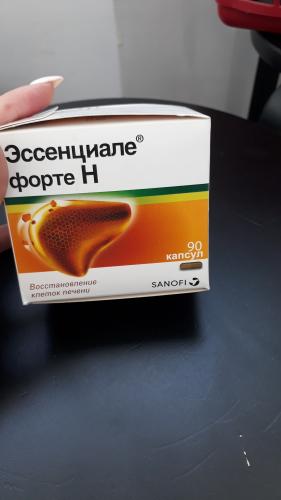 Эссенциале®
форте Н
90
капсул
Восстановление
клеток печени
SANOFI